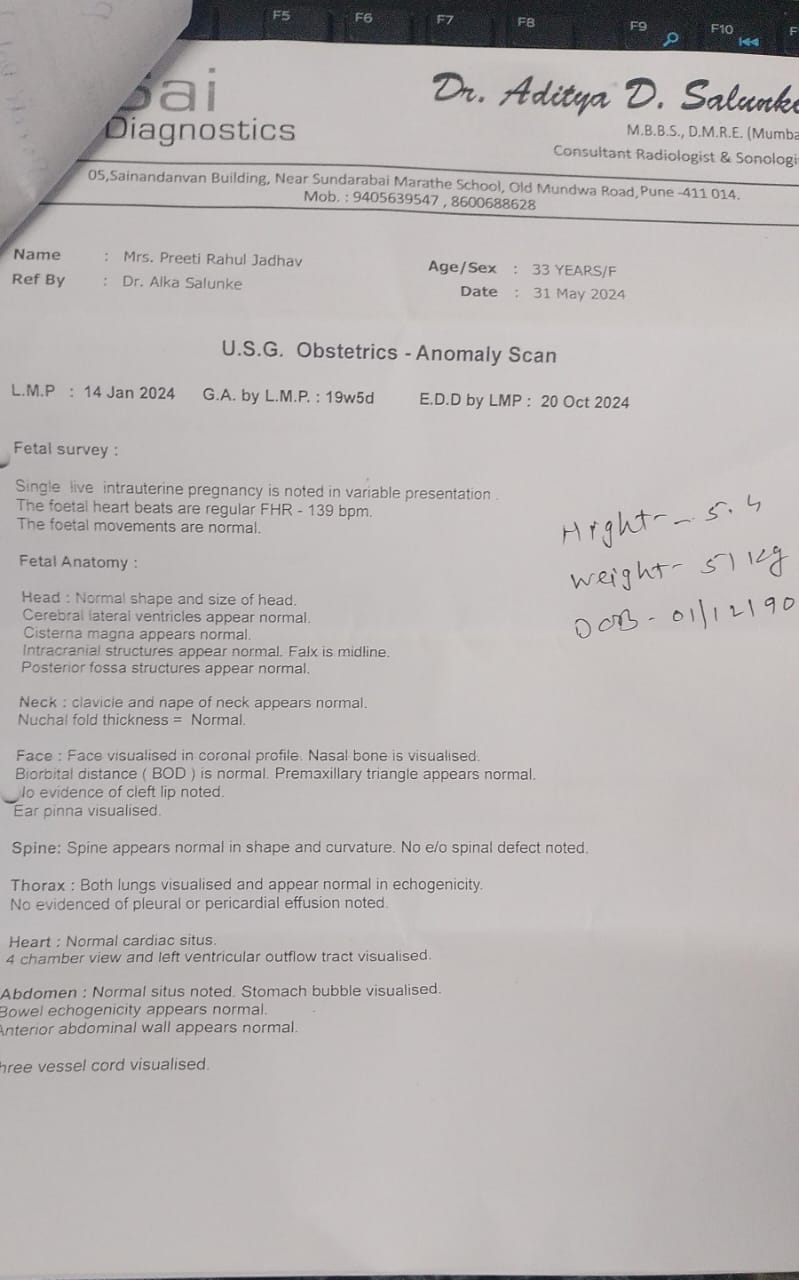 F5 F6 F7 F8 F9 F10 F
Sai
Diagnostics
Dr. Aditya D. Salunke
M.B.B.S., D.M.R.E. (Mumba
Consultant Radiologist & Sonologi
05,Sainandanvan Building, Near Sundarabai Marathe School, Old Mundwa Road,Pune -411 014.
Mob. : 9405639547 , 8600688628
Name : Mrs. Preeti Rahul Jadhav
Age/Sex : 33 YEARS/F
Ref By : Dr. Alka Salunke
Date : 31 May 2024
U.S.G. Obstetrics - Anomaly Scan
L.M.P : 14 Jan 2024 G.A. by L.M.P. : 19w5d E.D.D by LMP : 20 Oct 2024
Fetal survey :
Single live intrauterine pregnancy is noted in variable presentation .
The foetal heart beats are regular FHR - 139 bpm.
The foetal movements are normal.
Hight - 5.4
weight - 51 kg
DOB - 01/12/90
Fetal Anatomy :
Head : Normal shape and size of head.
Cerebral lateral ventricles appear normal.
Cisterna magna appears normal.
Intracranial structures appear normal. Falx is midline.
Posterior fossa structures appear normal.
Neck : clavicle and nape of neck appears normal.
Nuchal fold thickness = Normal.
Face : Face visualised in coronal profile. Nasal bone is visualised.
Biorbital distance ( BOD ) is normal. Premaxillary triangle appears normal.
lo evidence of cleft lip noted.
Ear pinna visualised.
Spine: Spine appears normal in shape and curvature. No e/o spinal defect noted.
Thorax : Both lungs visualised and appear normal in echogenicity.
No evidenced of pleural or pericardial effusion noted.
Heart : Normal cardiac situs.
4 chamber view and left ventricular outflow tract visualised.
Abdomen : Normal situs noted. Stomach bubble visualised.
Bowel echogenicity appears normal.
Anterior abdominal wall appears normal.
hree vessel cord visualised.